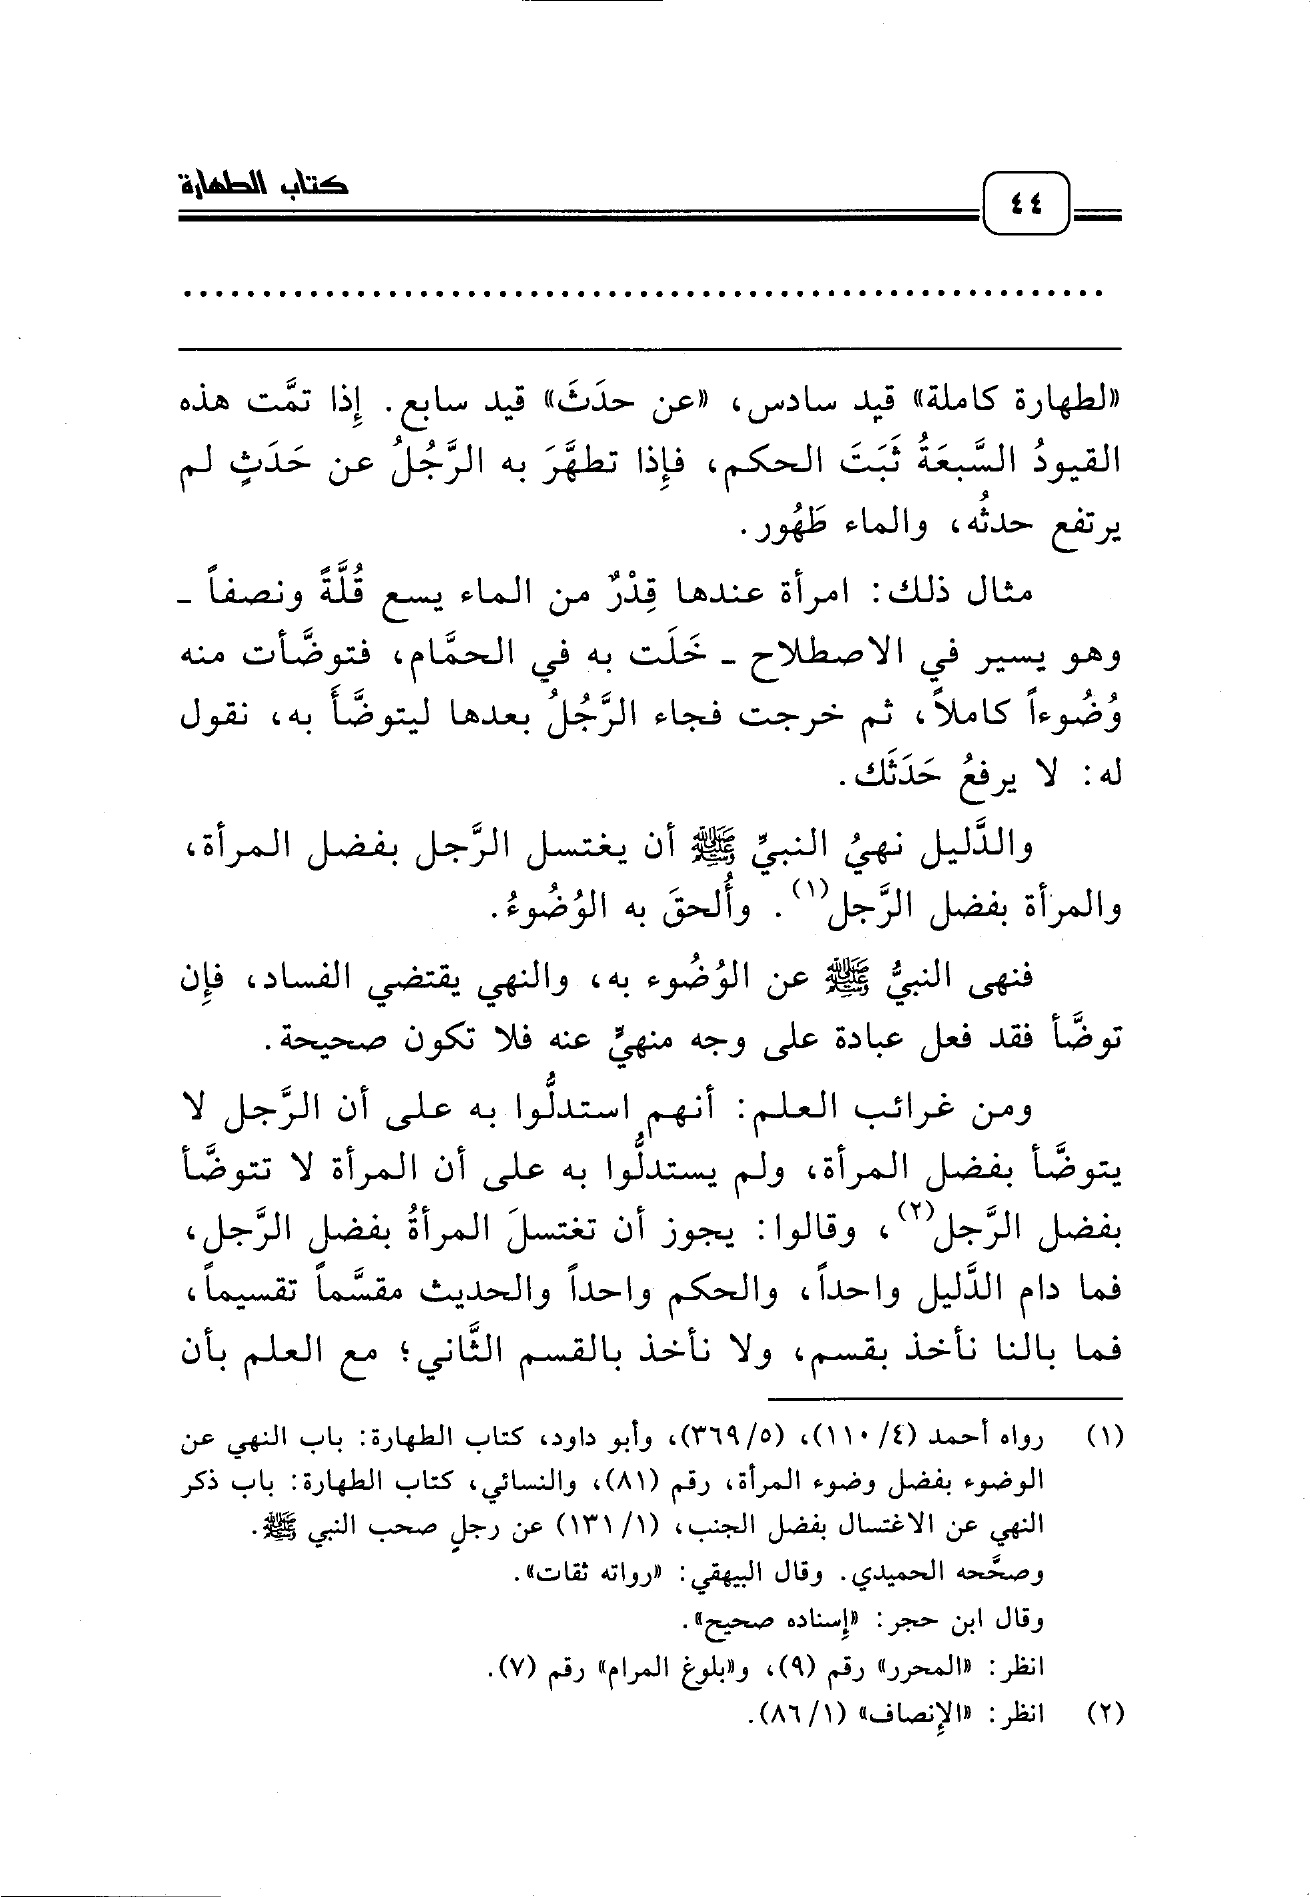 كتاب الطهارة
٤٤
..........................................................
«لطهارة كاملة» قيد سادس، «عن حدَثَ» قيد سابع. إِذا تمَّت هذه
القيودُ السَّبعَةُ ثَبَتَ الحكم، فإِذا تطهَّرَ به الرَّجُلُ عن حَدَثٍ لم
يرتفع حدثُه، والماء طَهُور.
مثال ذلك: امرأة عندها قِدْرٌ من الماء يسع قُلَّةً ونصفاً ـ
وهو يسير في الاصطلاح ـ خَلَت به في الحمَّام، فتوضَّأت منه
وُضُوءاً كاملاً، ثم خرجت فجاء الرَّجُلُ بعدها ليتوضَّأَ به، نقول
له: لا يرفعُ حَدَثَك.
والدَّليل نهيُ النبيِّ ﷺ أن يغتسل الرَّجل بفضل المرأة،
والمرأة بفضل الرَّجل(١). وأُلحقَ به الوُضُوءُ.
فنهى النبيُّ ﷺ عن الوُضُوء به، والنهي يقتضي الفساد، فإِن
توضَّأ فقد فعل عبادة على وجه منهيٍّ عنه فلا تكون صحيحة.
ومن غرائب العلم: أنهم استدلُّوا به على أن الرَّجل لا
يتوضَّأ بفضل المرأة، ولم يستدلُّوا به على أن المرأة لا تتوضَّأ
بفضل الرَّجل(٢)، وقالوا: يجوز أن تغتسلَ المرأةُ بفضل الرَّجل،
فما دام الدَّليل واحداً، والحكم واحداً والحديث مقسَّماً تقسيماً،
فما بالنا نأخذ بقسم، ولا نأخذ بالقسم الثَّاني؛ مع العلم بأن
(١) رواه أحمد (٤/ ١١٠)، (٥/ ٣٦٩)، وأبو داود، كتاب الطهارة: باب النهي عن
الوضوء بفضل وضوء المرأة، رقم (٨١)، والنسائي، كتاب الطهارة: باب ذكر
النهي عن الاغتسال بفضل الجنب، (١/ ١٣١) عن رجلٍ صحب النبي ﷺ.
وصحَّحه الحميدي. وقال البيهقي: «رواته ثقات».
وقال ابن حجر: «إِسناده صحيح».
انظر: «المحرر» رقم (٩)، و«بلوغ المرام» رقم (٧).
(٢) انظر: «الإِنصاف» (١/ ٨٦).